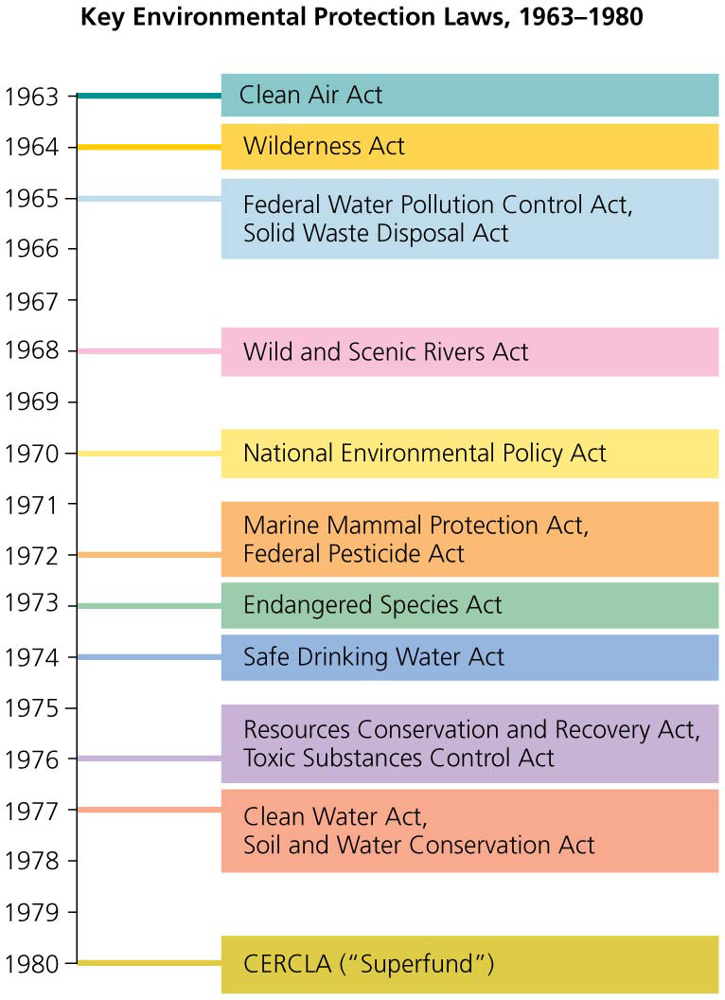 Key Environmental Protection Laws, 1963–1980
1963
Clean Air Act
1964
Wilderness Act
1965
Federal Water Pollution Control Act,
Solid Waste Disposal Act
1966
1967
1968
Wild and Scenic Rivers Act
1969
1970
National Environmental Policy Act
1971
Marine Mammal Protection Act,
1972
Federal Pesticide Act
1973
Endangered Species Act
1974
Safe Drinking Water Act
1975
Resources Conservation and Recovery Act,
1976
Toxic Substances Control Act
1977
Clean Water Act,
Soil and Water Conservation Act
1978
1979
1980
CERCLA (“Superfund”)